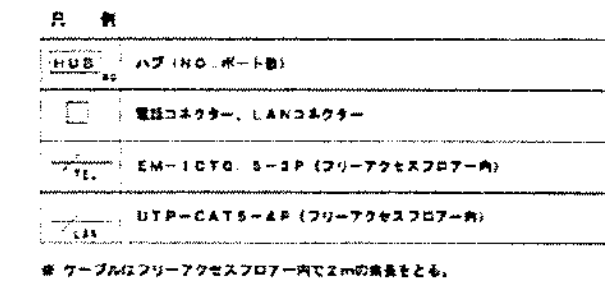 凡 例
HUB NO ハブ (NO.ポート数)
電話コネクター、LANコネクター
TEL EM-ICT0.5-2P (フリーアクセスフロアー内)
LAN UTP-CAT5-4P (フリーアクセスフロアー内)
※ ケーブルはフリーアクセスフロアー内で2mの余長をとる。